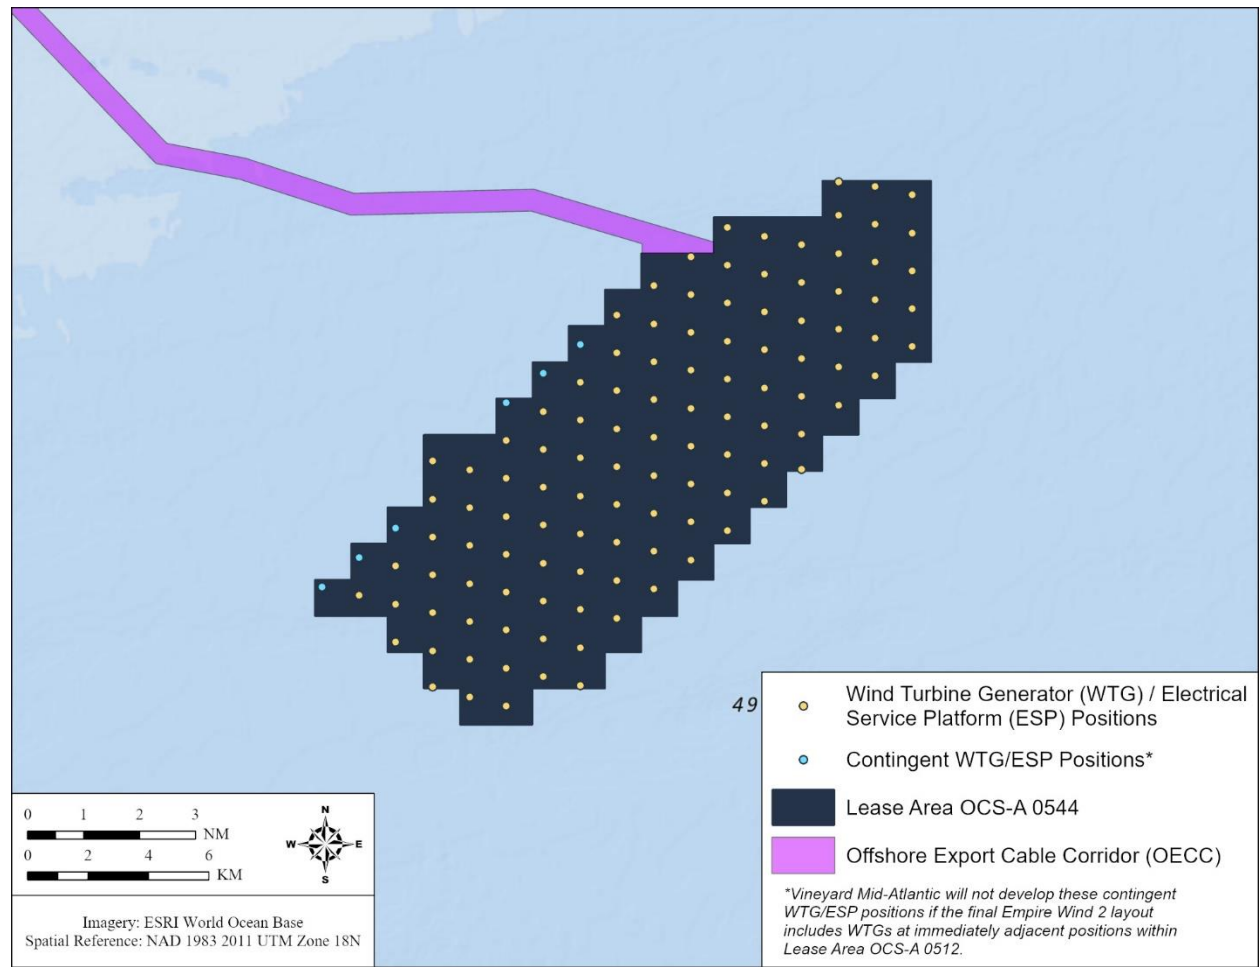 49
Wind Turbine Generator (WTG) / Electrical
Service Platform (ESP) Positions
Contingent WTG/ESP Positions*
Lease Area OCS-A 0544
Offshore Export Cable Corridor (OECC)
*Vineyard Mid-Atlantic will not develop these contingent
WTG/ESP positions if the final Empire Wind 2 layout
includes WTGs at immediately adjacent positions within
Lease Area OCS-A 0512.
0 1 2 3
NM
0 2 4 6
KM
N
W E
S
Imagery: ESRI World Ocean Base
Spatial Reference: NAD 1983 2011 UTM Zone 18N